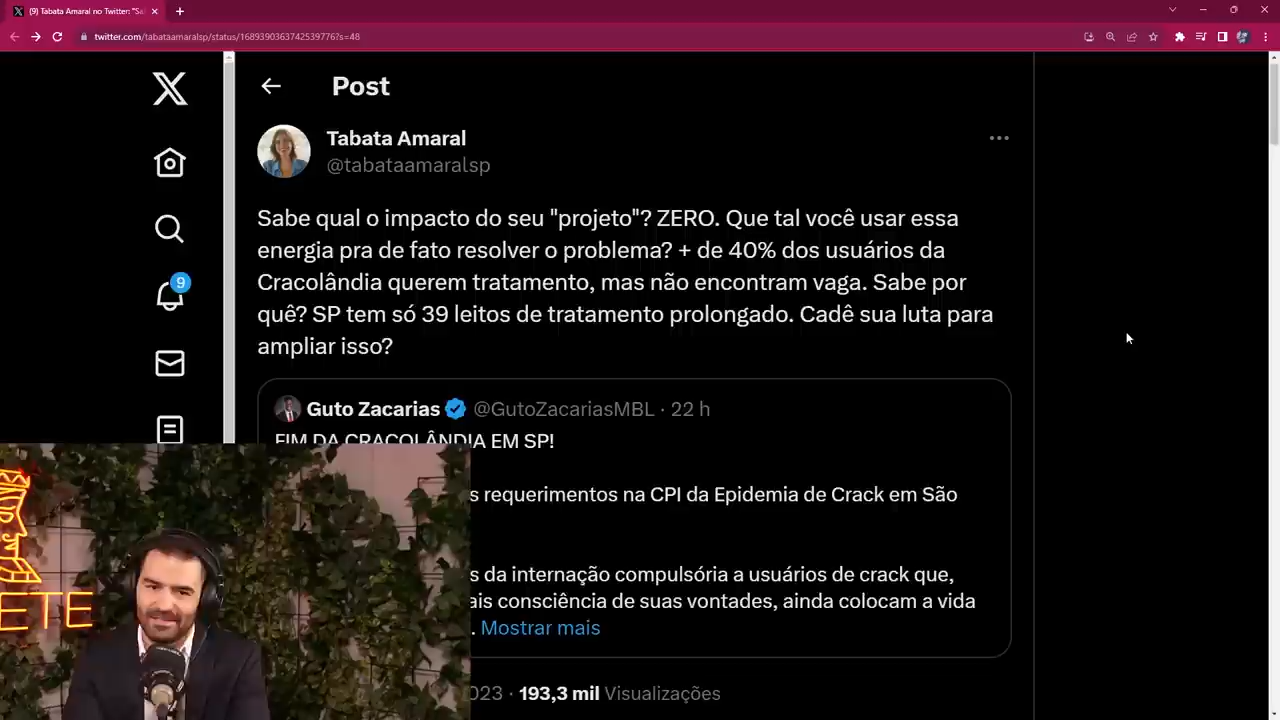 (9) Tabata Amaral no Twitter: "Sa
twitter.com/tabataamaralsp/status/1689390363742539776?s=48
Post
Tabata Amaral
@tabataamaralsp
Sabe qual o impacto do seu "projeto"? ZERO. Que tal você usar essa
energia pra de fato resolver o problema? + de 40% dos usuários da
Cracolândia querem tratamento, mas não encontram vaga. Sabe por
quê? SP tem só 39 leitos de tratamento prolongado. Cadê sua luta para
ampliar isso?
9
Guto Zacarias @GutoZacariasMBL · 22 h
FIM DA CRACOLÂNDIA EM SP!
s requerimentos na CPI da Epidemia de Crack em São
s da internação compulsória a usuários de crack que,
ais consciência de suas vontades, ainda colocam a vida
. Mostrar mais
023 · 193,3 mil Visualizações
ETE